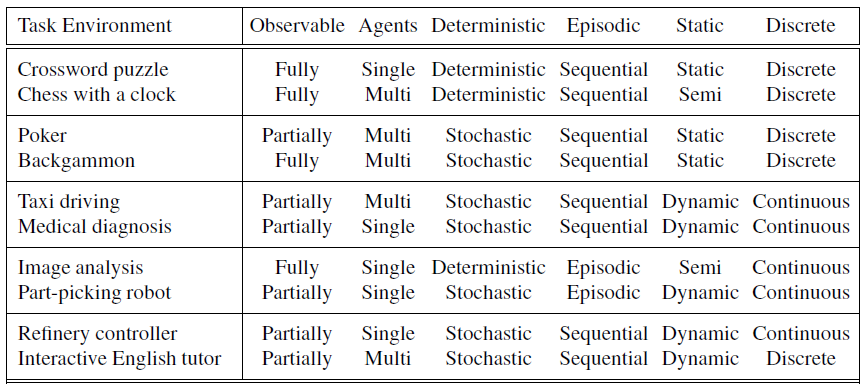 Task Environment Observable Agents Deterministic Episodic Static Discrete
Crossword puzzle Fully Single Deterministic Sequential Static Discrete
Chess with a clock Fully Multi Deterministic Sequential Semi Discrete
Poker Partially Multi Stochastic Sequential Static Discrete
Backgammon Fully Multi Stochastic Sequential Static Discrete
Taxi driving Partially Multi Stochastic Sequential Dynamic Continuous
Medical diagnosis Partially Single Stochastic Sequential Dynamic Continuous
Image analysis Fully Single Deterministic Episodic Semi Continuous
Part-picking robot Partially Single Stochastic Episodic Dynamic Continuous
Refinery controller Partially Single Stochastic Sequential Dynamic Continuous
Interactive English tutor Partially Multi Stochastic Sequential Dynamic Discrete